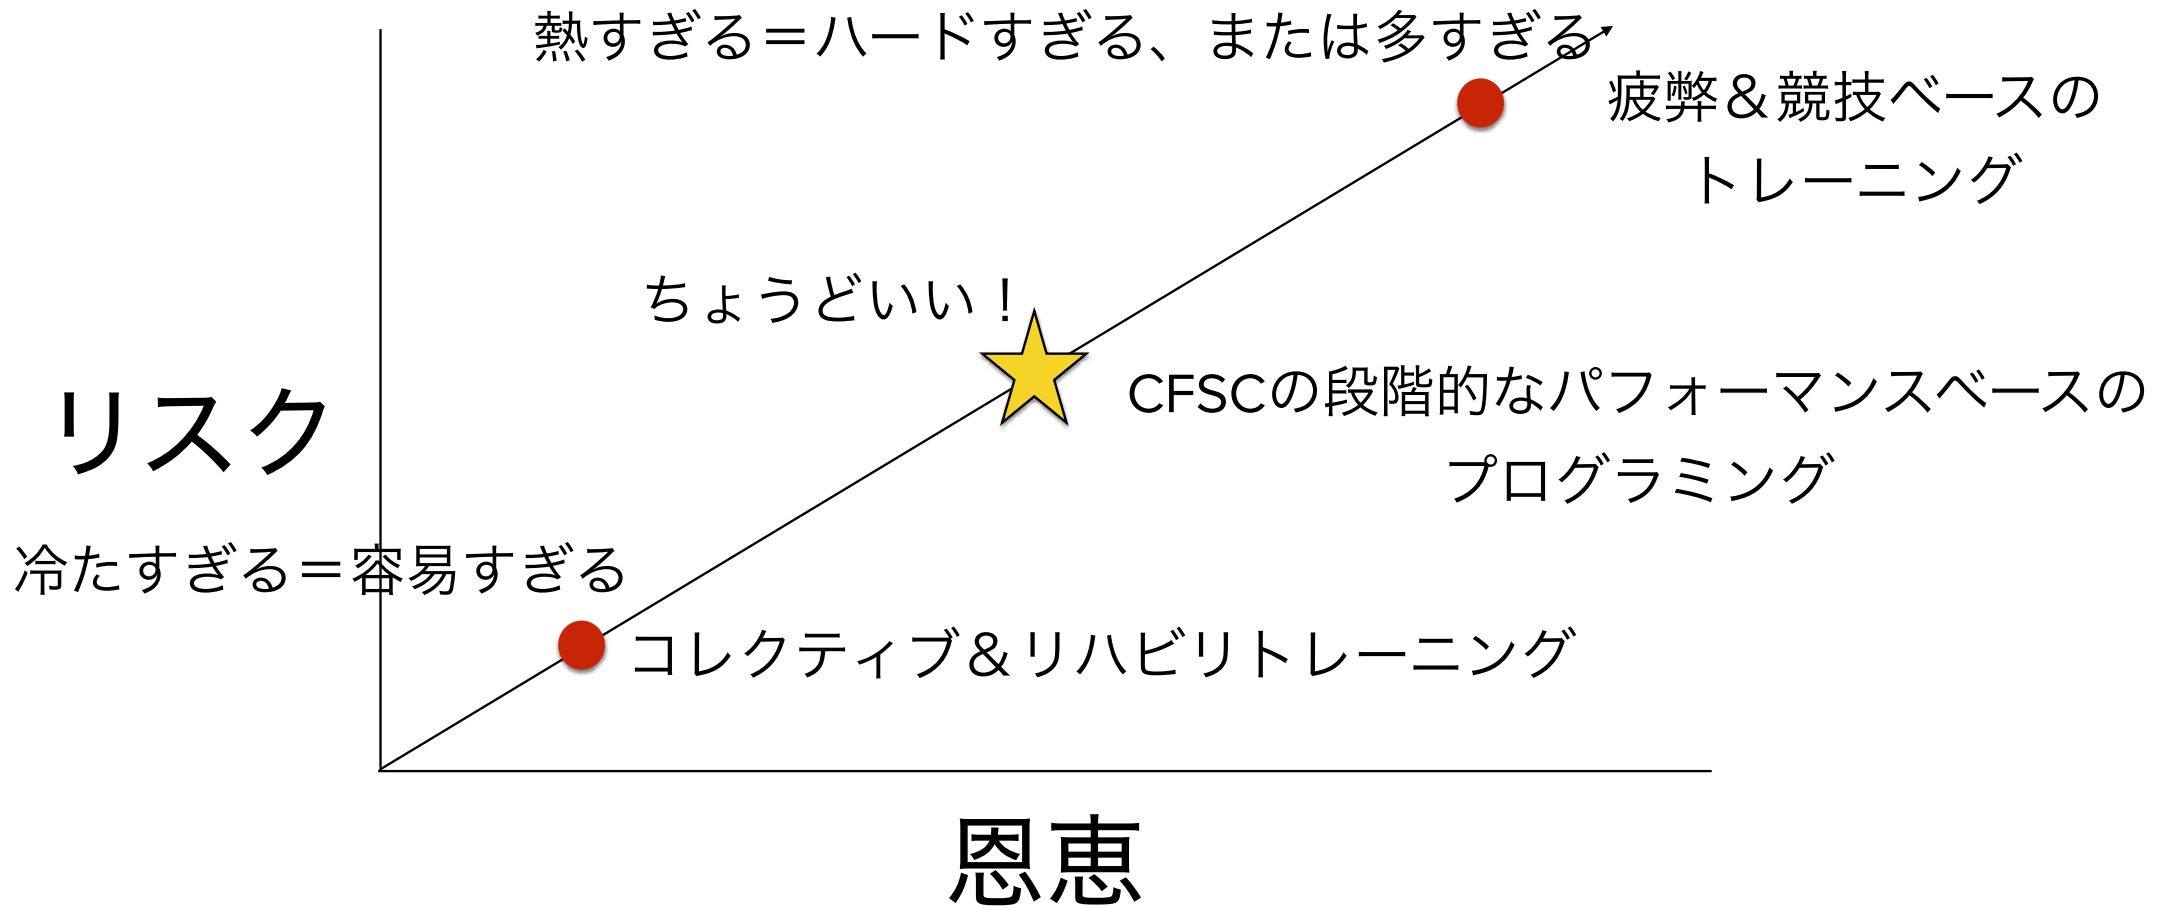 熱すぎる＝ハードすぎる、または多すぎる
疲弊＆競技ベースの
トレーニング
ちょうどいい！
CFSCの段階的なパフォーマンスベースの
プログラミング
リスク
冷たすぎる＝容易すぎる
コレクティブ＆リハビリトレーニング
恩恵